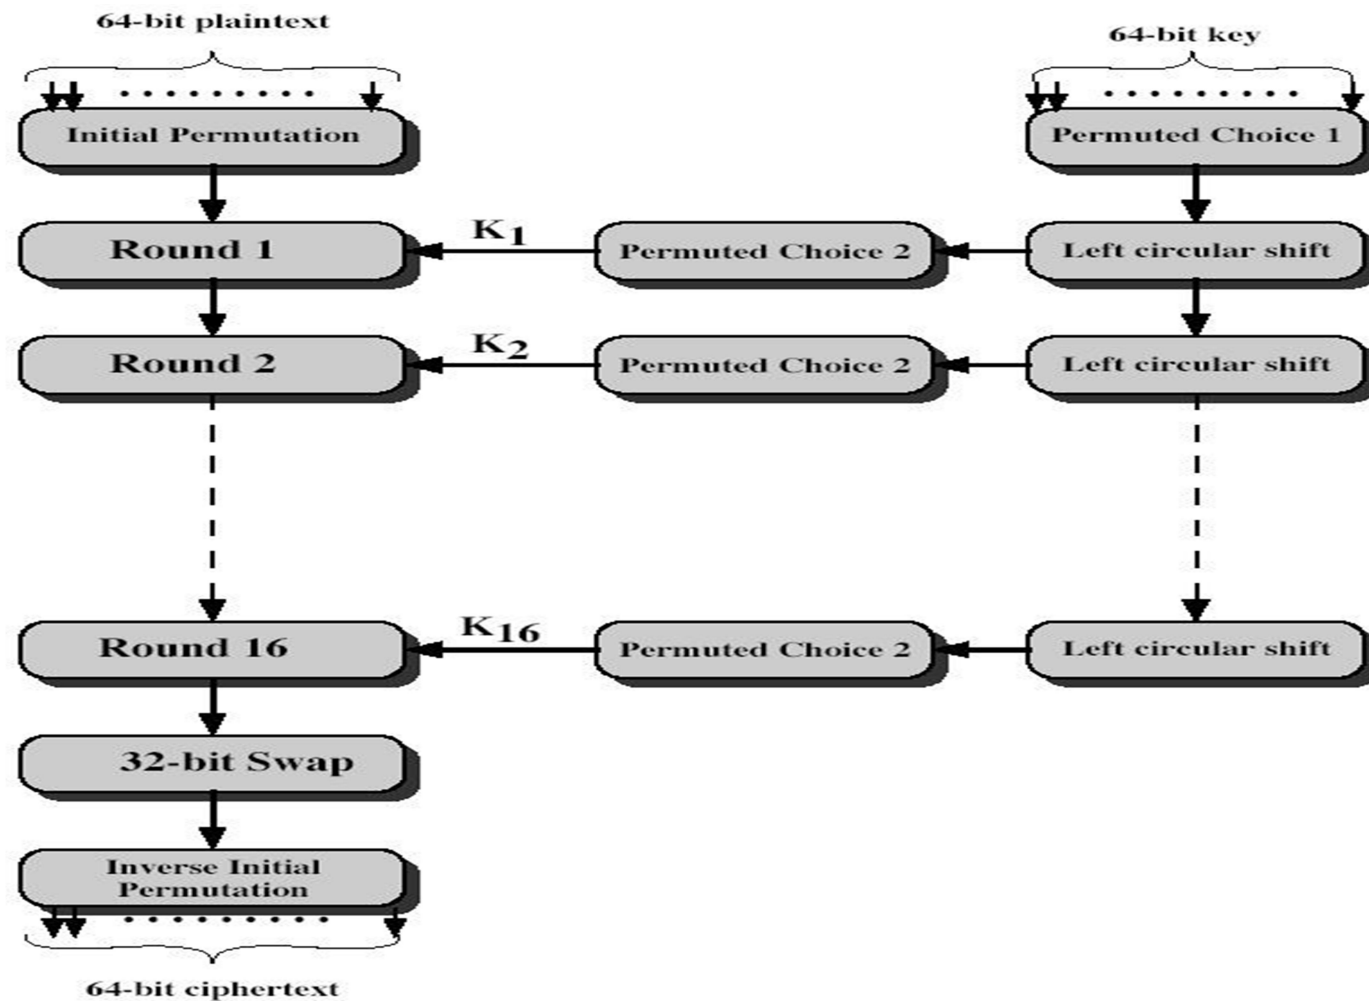 64-bit plaintext
64-bit key
Initial Permutation
Permuted Choice 1
Round 1
K1
Permuted Choice 2
Left circular shift
Round 2
K2
Permuted Choice 2
Left circular shift
Round 16
K16
Permuted Choice 2
Left circular shift
32-bit Swap
Inverse Initial
Permutation
64-bit ciphertext